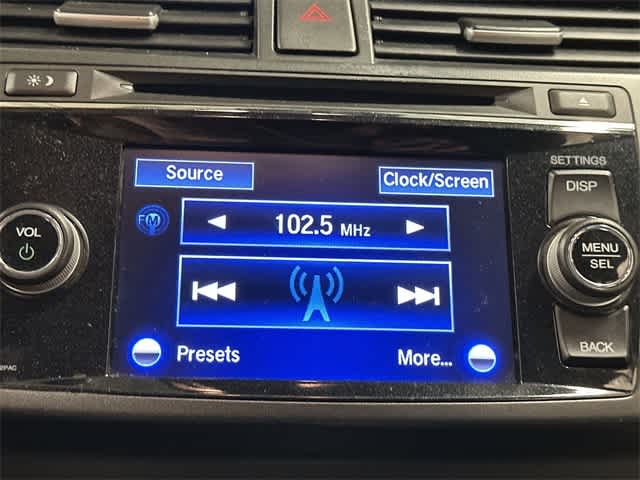 Source
Clock/Screen
SETTINGS
DISP
FM
102.5 MHz
VOL
MENU
SEL
Presets
More...
BACK